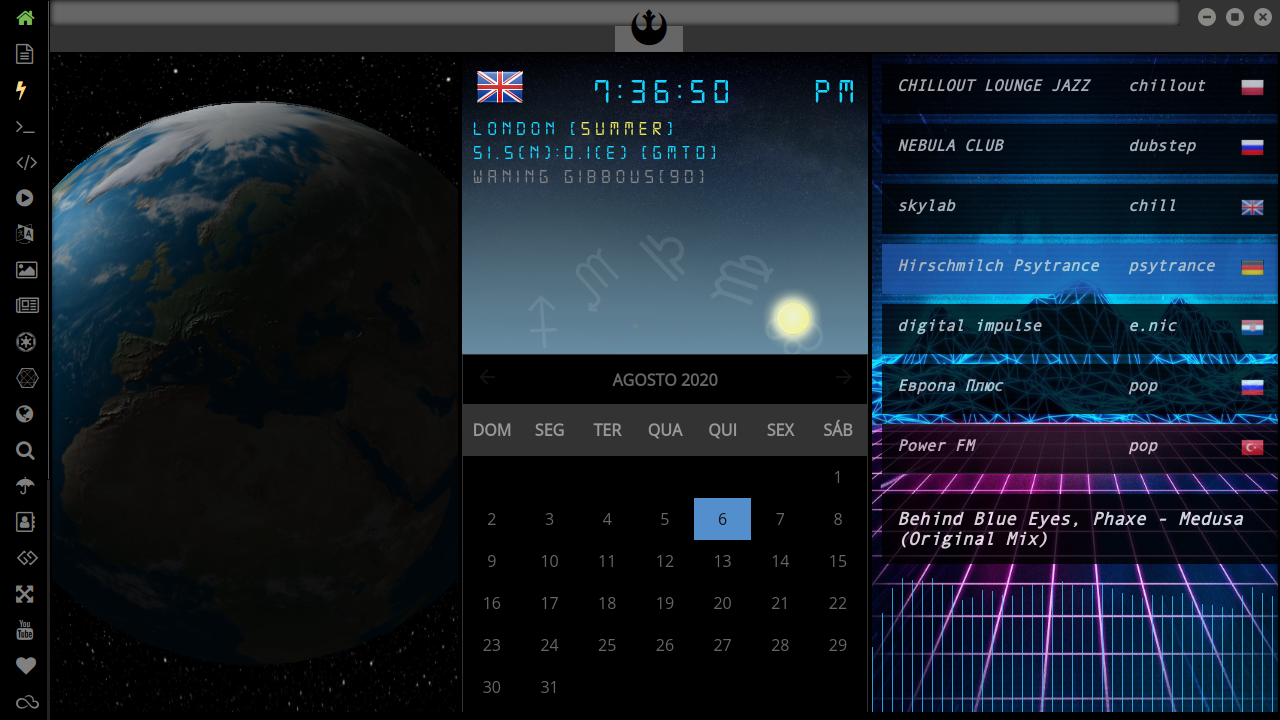 7:36:50 PM
LONDON (SUMMER)
51.5(N):0.1(E) (GMT0)
WANING GIBBOUS(90)
AGOSTO 2020
DOM SEG TER QUA QUI SEX SÁB
1
2 3 4 5 6 7 8
9 10 11 12 13 14 15
16 17 18 19 20 21 22
23 24 25 26 27 28 29
30 31
CHILLOUT LOUNGE JAZZ chillout
NEBULA CLUB dubstep
skylab chill
Hirschmilch Psytrance psytrance
digital impulse e.nic
Европа Плюс pop
Power FM pop
Behind Blue Eyes, Phaxe - Medusa
(Original Mix)
You
Tube